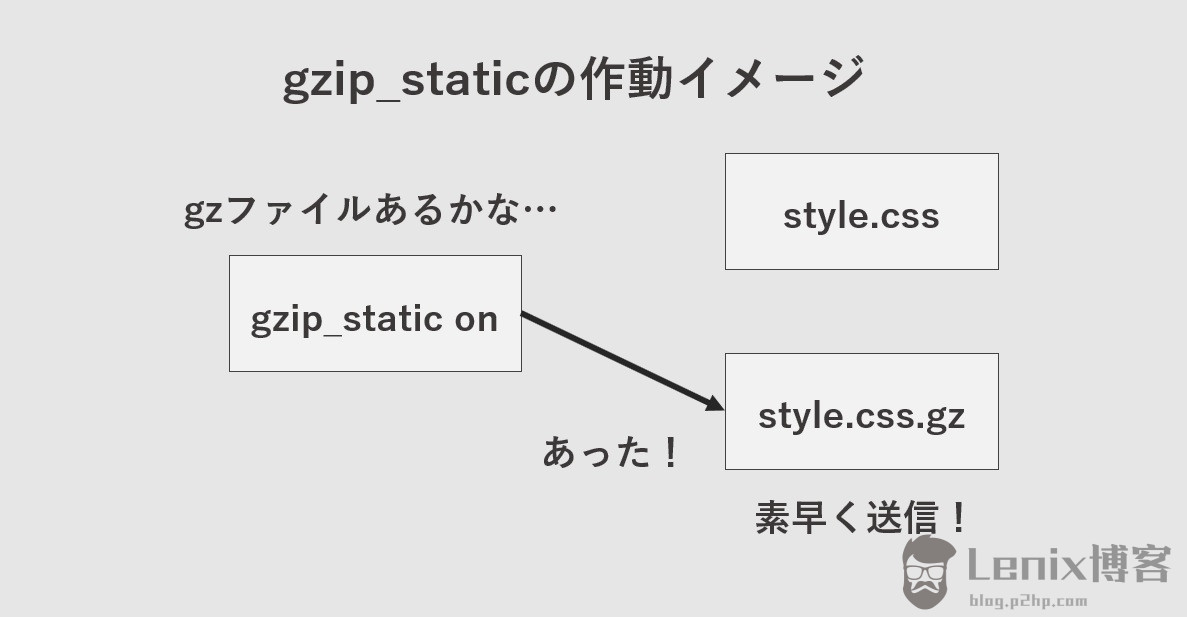 gzip_staticの作動イメージ
gzファイルあるかな…
style.css
gzip_static on
style.css.gz
あった！
素早く送信！
Lenix博客
blog.p2hp.com